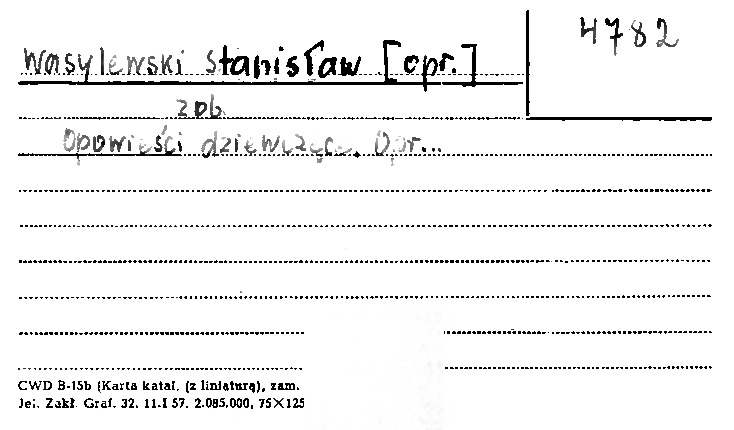 4782
Wasylewski Stanisław [opr.]
zob
Opowieści dziewczęce. Opr...
CWD B-15b (Karta katal. (z liniaturą), zam.
Jel. Zakł. Graf. 32. 11.I 57. 2.085.000, 75×125